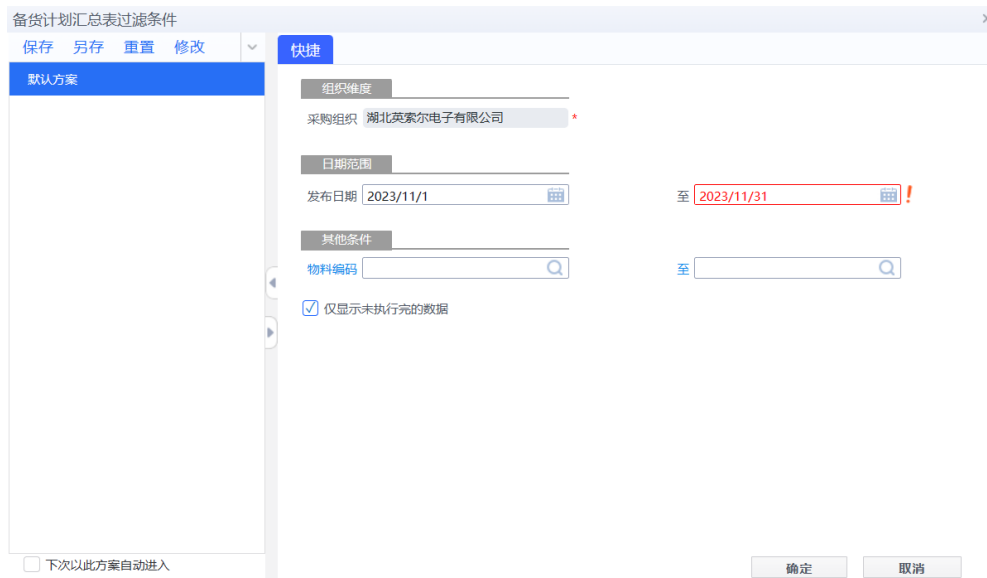 备货计划汇总表过滤条件
保存 另存 重置 修改
快捷
默认方案
组织维度
采购组织 湖北英索尔电子有限公司 *
日期范围
发布日期 2023/11/1 至 2023/11/31 !
其他条件
物料编码 至
仅显示未执行完的数据
下次以此方案自动进入
确定 取消